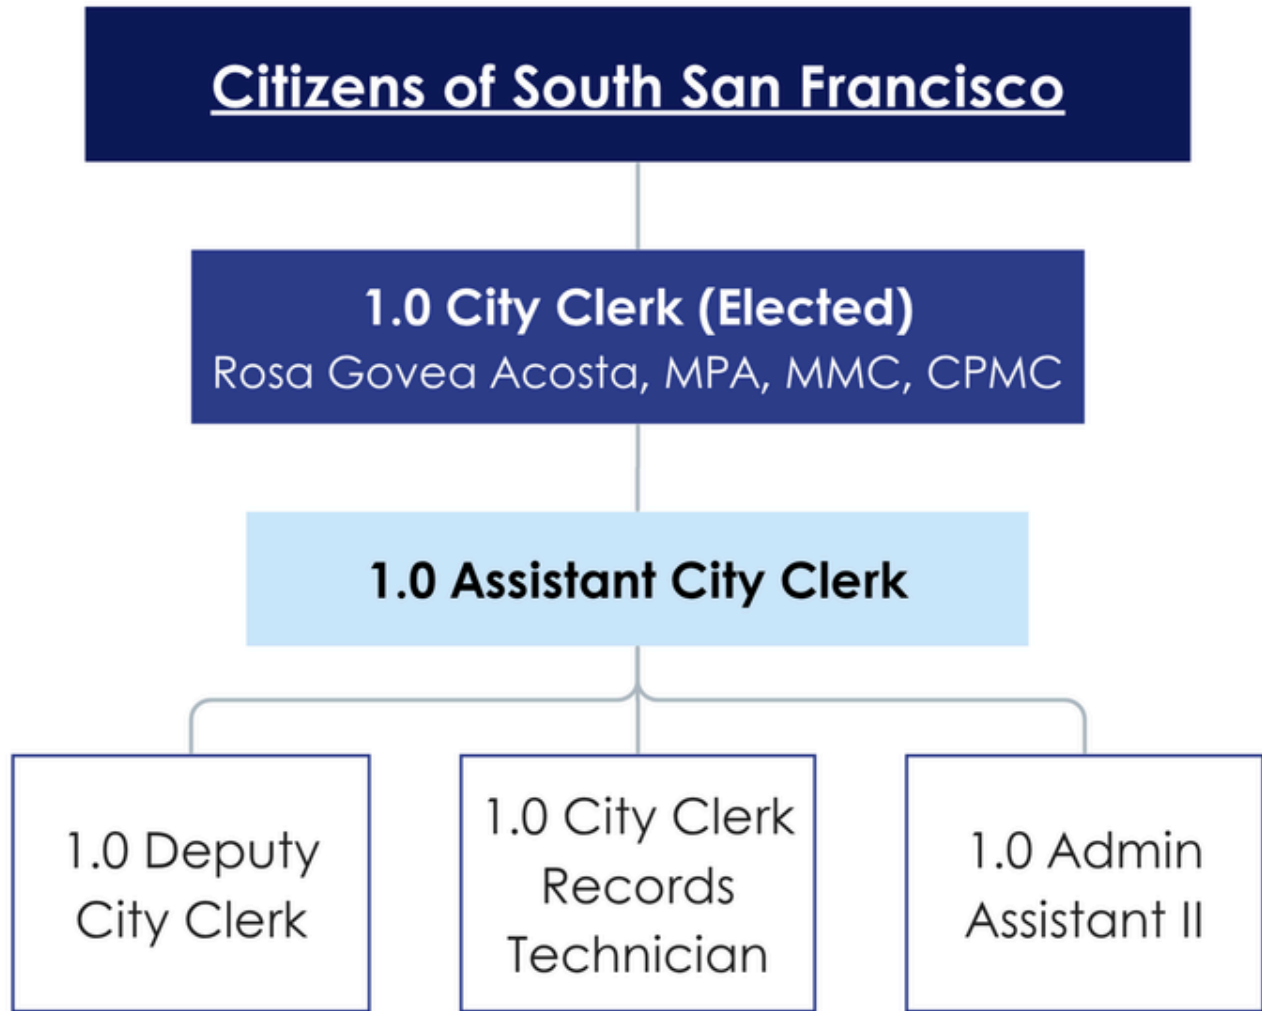 Citizens of South San Francisco
1.0 City Clerk (Elected)
Rosa Govea Acosta, MPA, MMC, CPMC
1.0 Assistant City Clerk
1.0 Deputy
City Clerk
1.0 City Clerk
Records
Technician
1.0 Admin
Assistant II